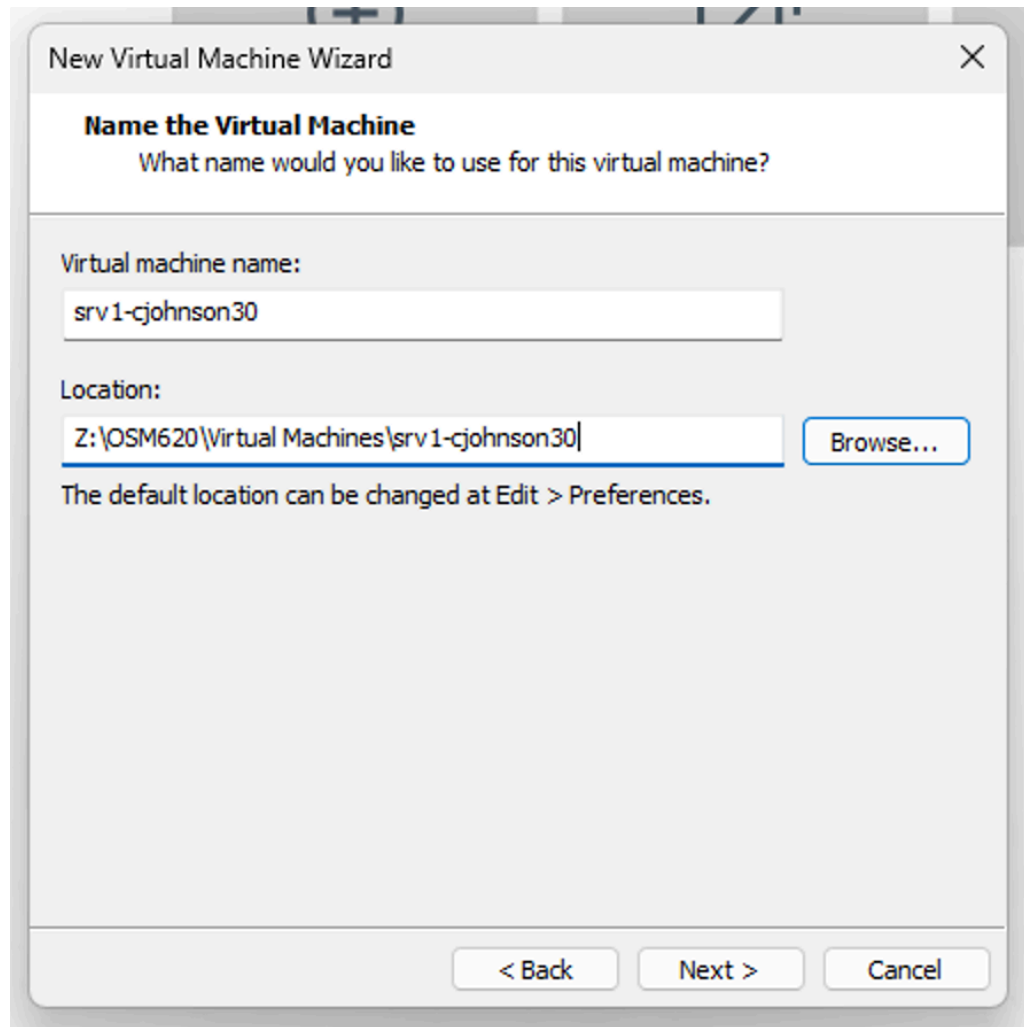 New Virtual Machine Wizard
Name the Virtual Machine
What name would you like to use for this virtual machine?
Virtual machine name:
srv1-cjohnson30
Location:
Z:\OSM620\Virtual Machines\srv1-cjohnson30
Browse...
The default location can be changed at Edit > Preferences.
< Back
Next >
Cancel